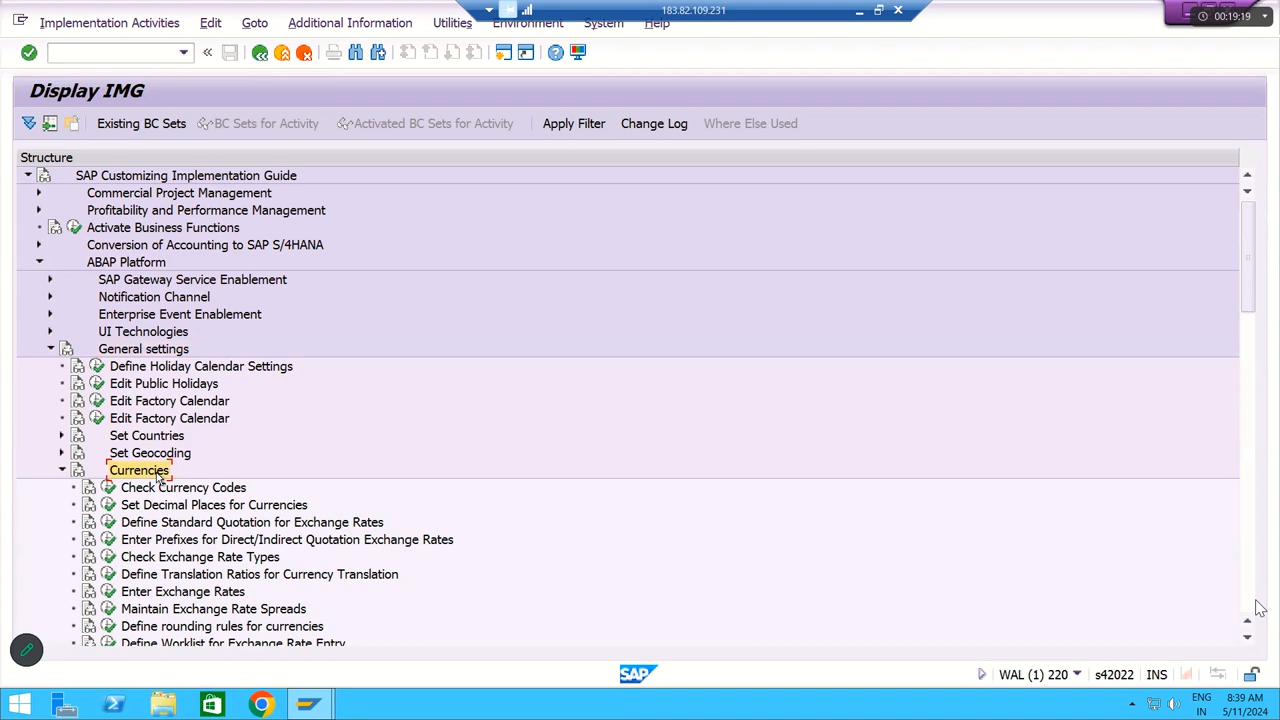 183.82.109.231
00:19:19
Implementation Activities Edit Goto Additional Information Utilities Environment System Help
Display IMG
Existing BC Sets BC Sets for Activity Activated BC Sets for Activity Apply Filter Change Log Where Else Used
Structure
SAP Customizing Implementation Guide
Commercial Project Management
Profitability and Performance Management
Activate Business Functions
Conversion of Accounting to SAP S/4HANA
ABAP Platform
SAP Gateway Service Enablement
Notification Channel
Enterprise Event Enablement
UI Technologies
General settings
Define Holiday Calendar Settings
Edit Public Holidays
Edit Factory Calendar
Edit Factory Calendar
Set Countries
Set Geocoding
Currencies
Check Currency Codes
Set Decimal Places for Currencies
Define Standard Quotation for Exchange Rates
Enter Prefixes for Direct/Indirect Quotation Exchange Rates
Check Exchange Rate Types
Define Translation Ratios for Currency Translation
Enter Exchange Rates
Maintain Exchange Rate Spreads
Define rounding rules for currencies
Define Worklist for Exchange Rate Entry
SAP WAL (1) 220 s42022 INS
ENG 8:39 AM
IN 5/11/2024